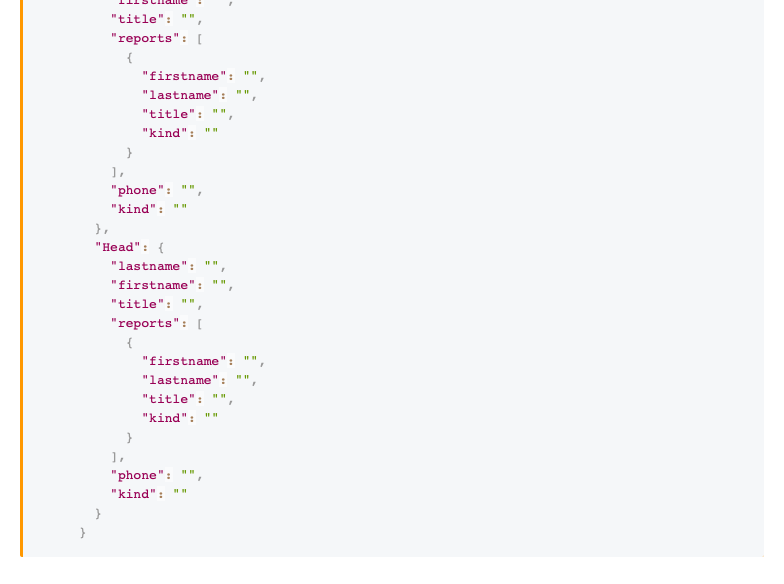 "firstname": "",
"title": "",
"reports": [
{
"firstname": "",
"lastname": "",
"title": "",
"kind": ""
}
],
"phone": "",
"kind": ""
},
"Head": {
"lastname": "",
"firstname": "",
"title": "",
"reports": [
{
"firstname": "",
"lastname": "",
"title": "",
"kind": ""
}
],
"phone": "",
"kind": ""
}
}